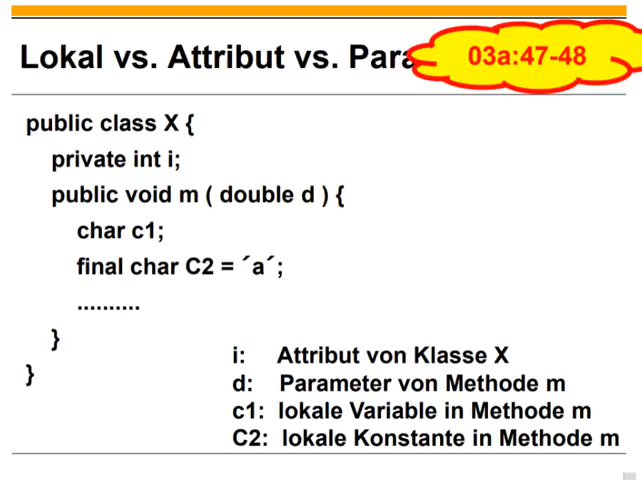 Lokal vs. Attribut vs. Para
03a:47-48
public class X {
private int i;
public void m ( double d ) {
char c1;
final char C2 = ´a´;
..........
}
}
i: Attribut von Klasse X
d: Parameter von Methode m
c1: lokale Variable in Methode m
C2: lokale Konstante in Methode m